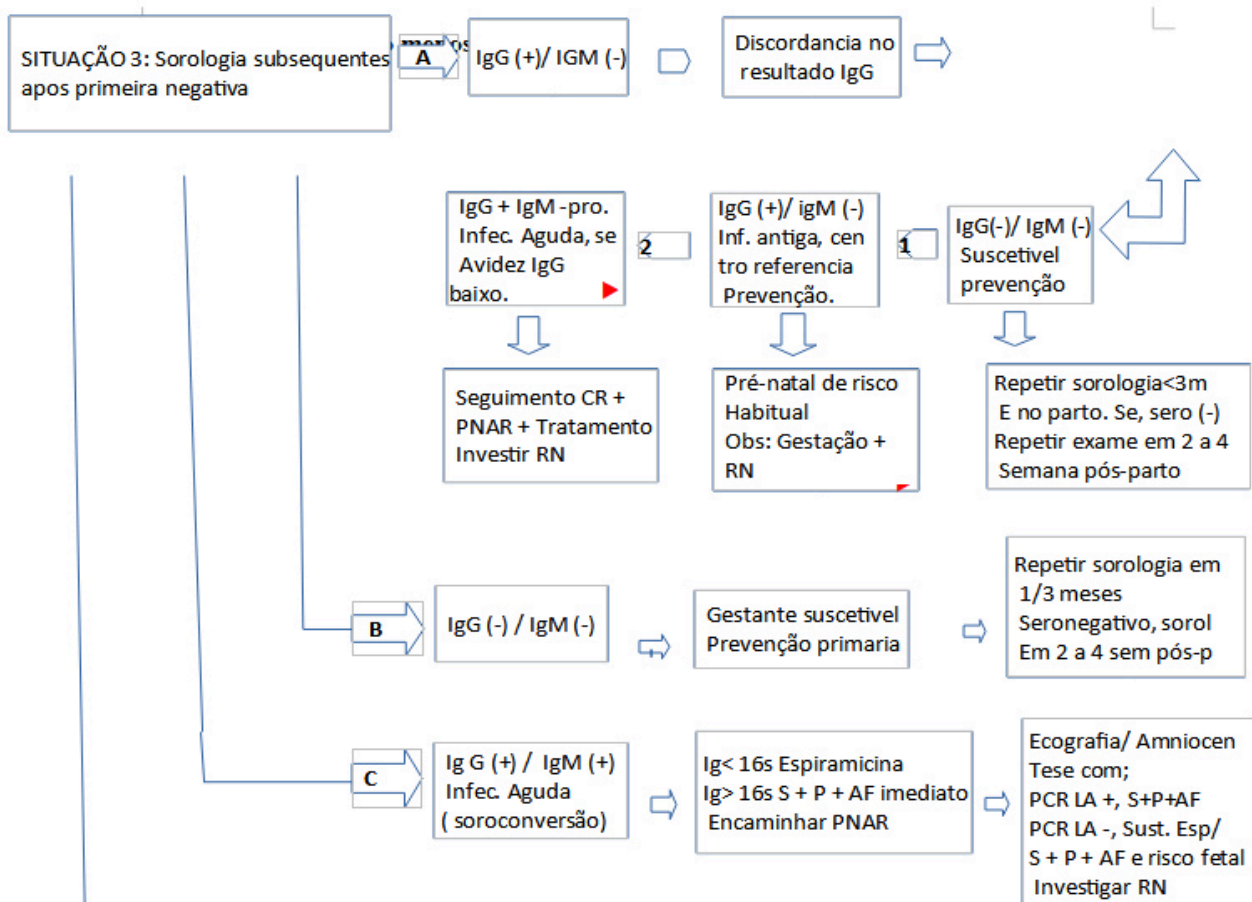 SITUAÇÃO 3: Sorologia subsequentes
apos primeira negativa
menos
A
IgG (+)/ IGM (-)
Discordancia no
resultado IgG
IgG + IgM -pro.
Infec. Aguda, se
Avidez IgG
baixo.
2
IgG (+)/ igM (-)
Inf. antiga, cen
tro referencia
Prevenção.
1
IgG(-)/ IgM (-)
Suscetivel
prevenção
Seguimento CR +
PNAR + Tratamento
Investir RN
Pré-natal de risco
Habitual
Obs: Gestação +
RN
Repetir sorologia<3m
E no parto. Se, sero (-)
Repetir exame em 2 a 4
Semana pós-parto
B
IgG (-) / IgM (-)
Gestante suscetivel
Prevenção primaria
Repetir sorologia em
1/3 meses
Seronegativo, sorol
Em 2 a 4 sem pós-p
C
Ig G (+) / IgM (+)
Infec. Aguda
( soroconversão)
Ig< 16s Espiramicina
Ig> 16s S + P + AF imediato
Encaminhar PNAR
Ecografia/ Amniocen
Tese com;
PCR LA +, S+P+AF
PCR LA -, Sust. Esp/
S + P + AF e risco fetal
Investigar RN